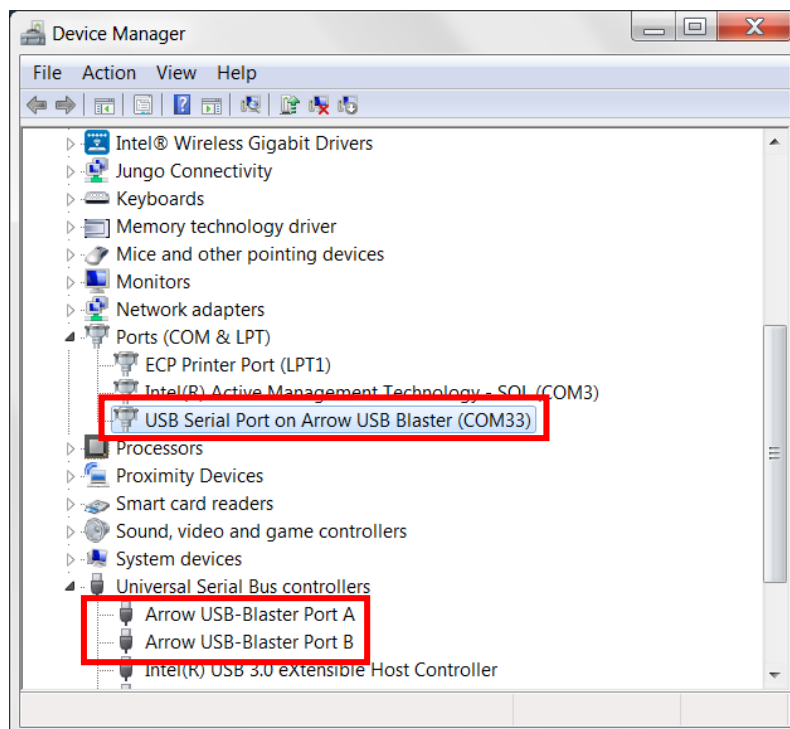 Device Manager
File Action View Help
Intel® Wireless Gigabit Drivers
Jungo Connectivity
Keyboards
Memory technology driver
Mice and other pointing devices
Monitors
Network adapters
Ports (COM & LPT)
ECP Printer Port (LPT1)
Intel(R) Active Management Technology - SOL (COM3)
USB Serial Port on Arrow USB Blaster (COM33)
Processors
Proximity Devices
Smart card readers
Sound, video and game controllers
System devices
Universal Serial Bus controllers
Arrow USB-Blaster Port A
Arrow USB-Blaster Port B
Intel(R) USB 3.0 eXtensible Host Controller